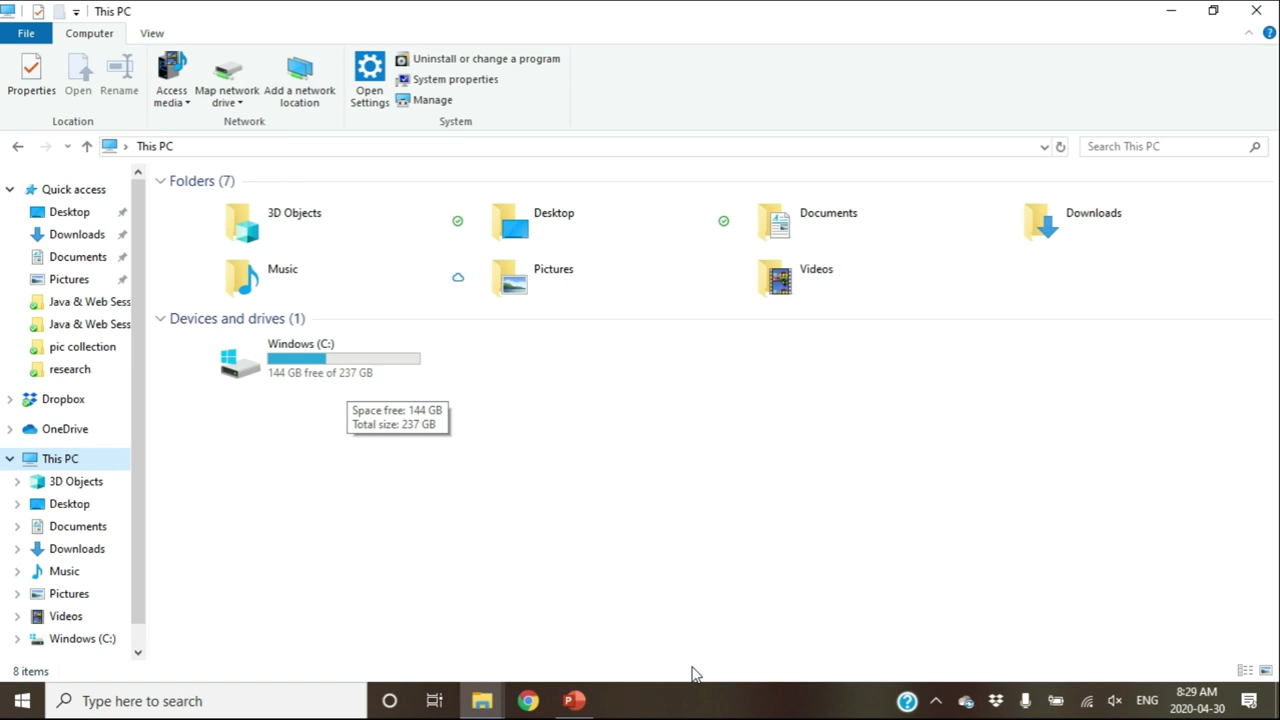 This PC
File Computer View
Uninstall or change a program
System properties
Manage
Properties Open Rename Access media Map network drive Add a network location Open Settings
Location Network System
This PC
Search This PC
Quick access
Desktop
Downloads
Documents
Pictures
Java & Web Sess
Java & Web Sess
pic collection
research
Dropbox
OneDrive
This PC
3D Objects
Desktop
Documents
Downloads
Music
Pictures
Videos
Windows (C:)
Folders (7)
3D Objects Desktop Documents Downloads
Music Pictures Videos
Devices and drives (1)
Windows (C:)
144 GB free of 237 GB
Space free: 144 GB
Total size: 237 GB
8 items
Type here to search
ENG
8:29 AM
2020-04-30